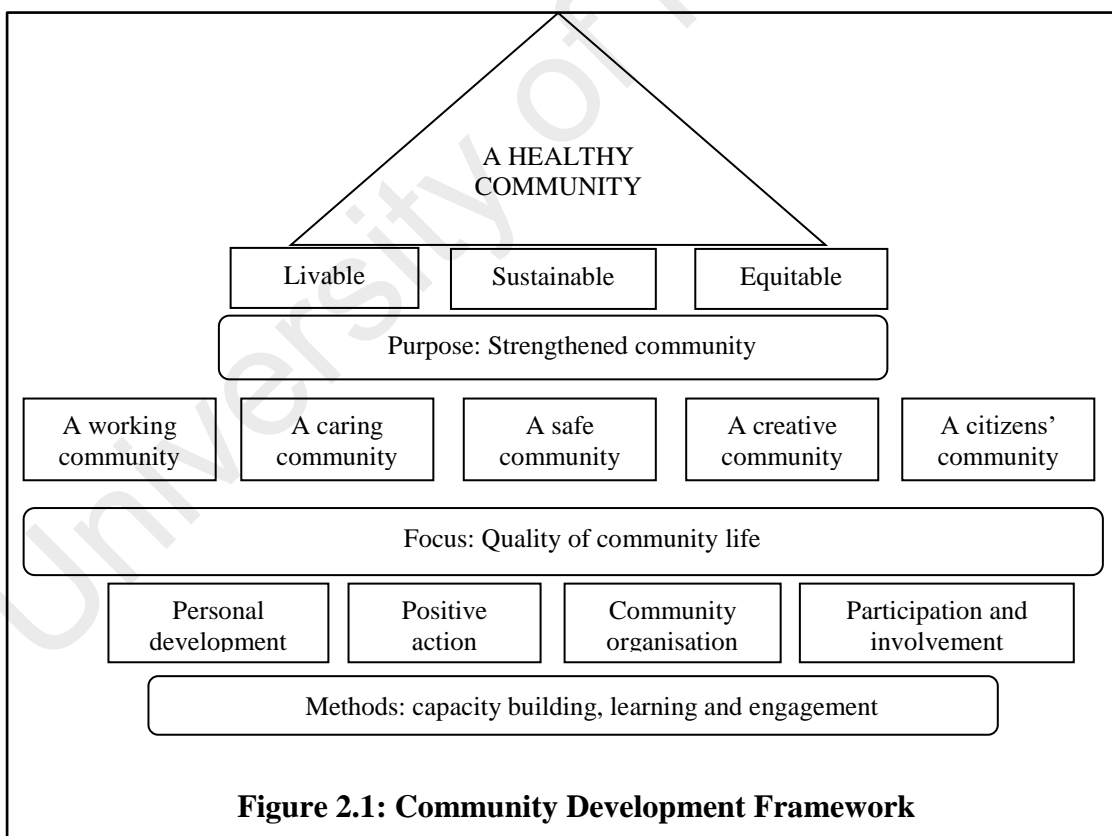 A HEALTHY
COMMUNITY
Livable
Sustainable
Equitable
Purpose: Strengthened community
A working
community
A caring
community
A safe
community
A creative
community
A citizens’
community
Focus: Quality of community life
Personal
development
Positive
action
Community
organisation
Participation and
involvement
Methods: capacity building, learning and engagement
Figure 2.1: Community Development Framework
University of